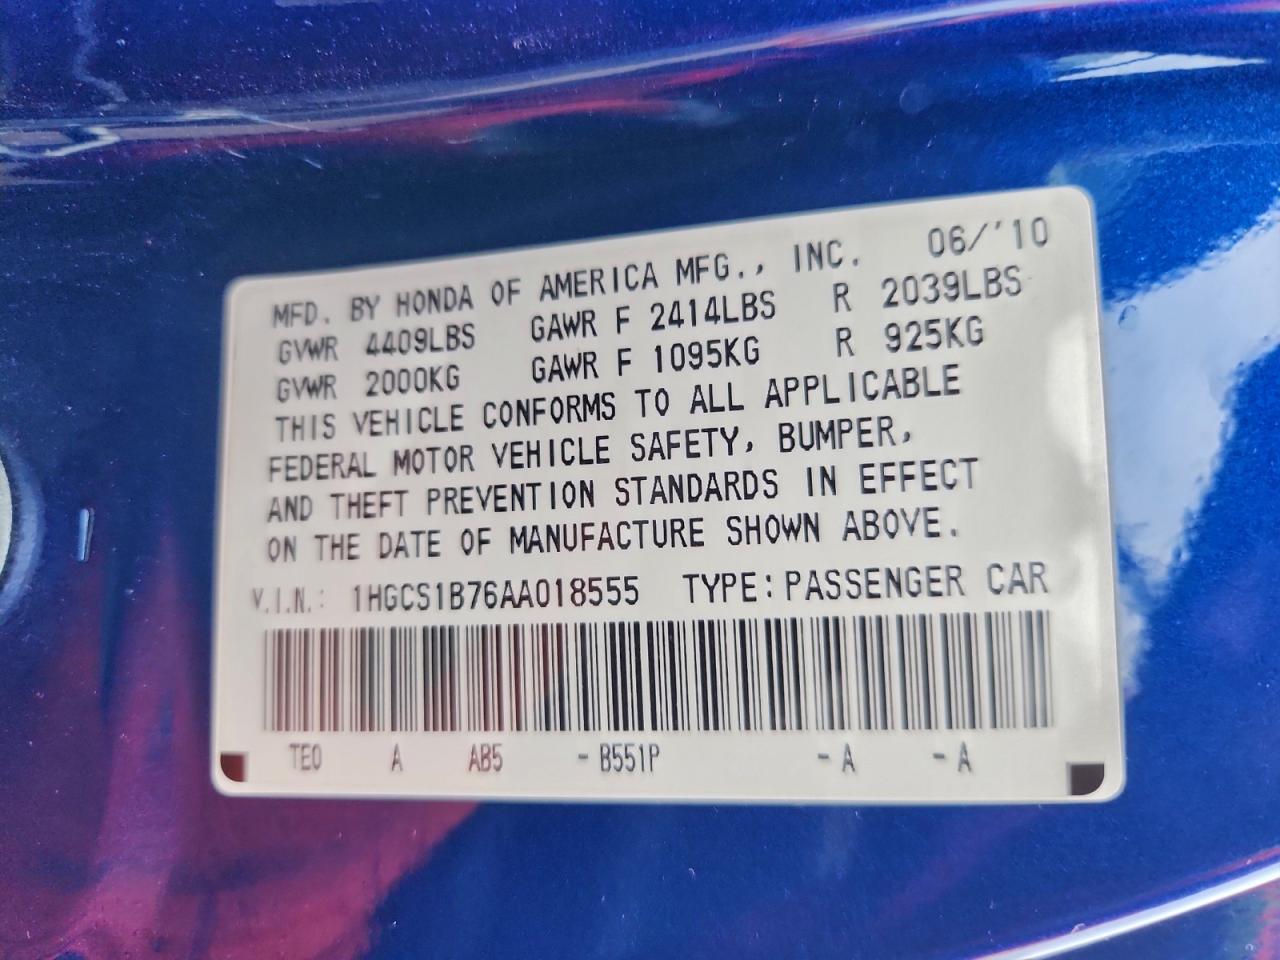 MFD. BY HONDA OF AMERICA MFG., INC. 06/'10
GVWR 4409LBS GAWR F 2414LBS R 2039LBS
GVWR 2000KG GAWR F 1095KG R 925KG
THIS VEHICLE CONFORMS TO ALL APPLICABLE
FEDERAL MOTOR VEHICLE SAFETY, BUMPER,
AND THEFT PREVENTION STANDARDS IN EFFECT
ON THE DATE OF MANUFACTURE SHOWN ABOVE.
V.I.N.: 1HGCS1B76AA018555 TYPE:PASSENGER CAR
TE0 A AB5 -B551P -A -A